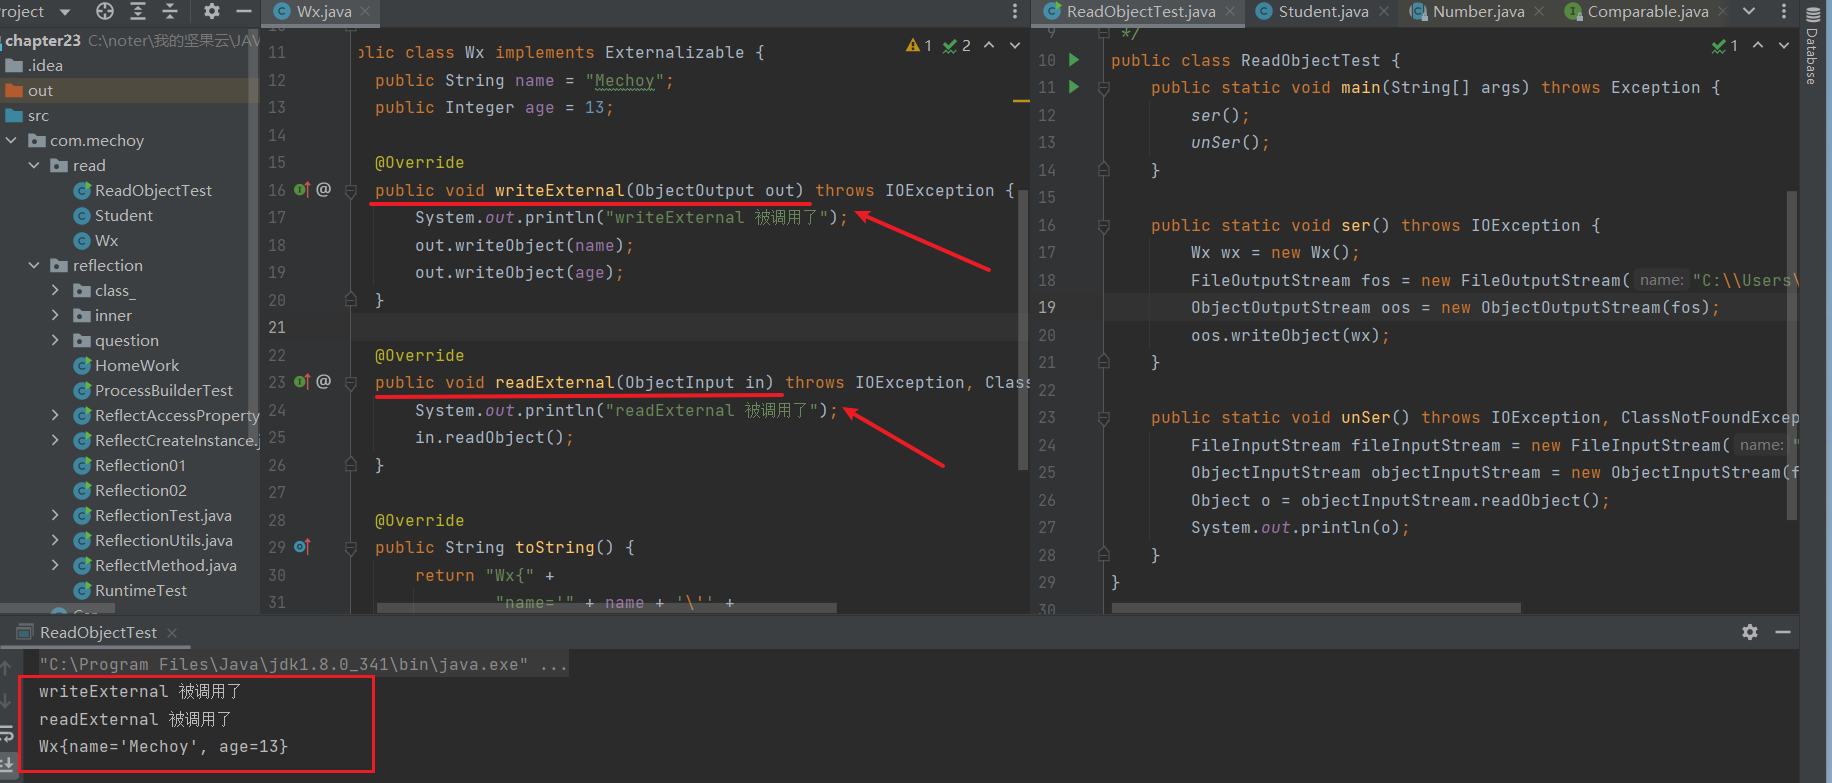 roject
chapter23 C:\noter\我的坚果云\JAV
.idea
out
src
com.mechoy
read
ReadObjectTest
Student
Wx
reflection
class_
inner
question
HomeWork
ProcessBuilderTest
ReflectAccessProperty
ReflectCreateInstance.j
Reflection01
Reflection02
ReflectionTest.java
ReflectionUtils.java
ReflectMethod.java
RuntimeTest
Wx.java
1 2
11 blic class Wx implements Externalizable {
12 public String name = "Mechoy";
13 public Integer age = 13;
14
15 @Override
16 @ public void writeExternal(ObjectOutput out) throws IOException {
17 System.out.println("writeExternal 被调用了");
18 out.writeObject(name);
19 out.writeObject(age);
20 }
21
22 @Override
23 @ public void readExternal(ObjectInput in) throws IOException, Clas
24 System.out.println("readExternal 被调用了");
25 in.readObject();
26 }
27
28 @Override
29 public String toString() {
30 return "Wx{" +
31 "name='" + name + '\'' +
ReadObjectTest.java Student.java Number.java Comparable.java
1
9 */
10 public class ReadObjectTest {
11 public static void main(String[] args) throws Exception {
12 ser();
13 unSer();
14 }
15
16 public static void ser() throws IOException {
17 Wx wx = new Wx();
18 FileOutputStream fos = new FileOutputStream( name: "C:\\Users\
19 ObjectOutputStream oos = new ObjectOutputStream(fos);
20 oos.writeObject(wx);
21 }
22
23 public static void unSer() throws IOException, ClassNotFoundExcep
24 FileInputStream fileInputStream = new FileInputStream( name: "
25 ObjectInputStream objectInputStream = new ObjectInputStream(f
26 Object o = objectInputStream.readObject();
27 System.out.println(o);
28 }
29 }
30
Database
ReadObjectTest
"C:\Program Files\Java\jdk1.8.0_341\bin\java.exe" ...
writeExternal 被调用了
readExternal 被调用了
Wx{name='Mechoy', age=13}